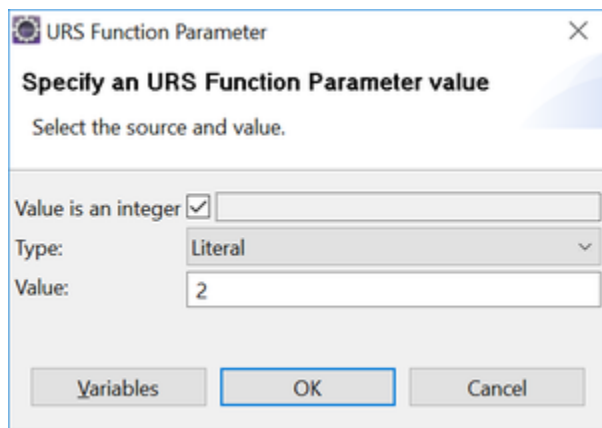 URS Function Parameter
Specify an URS Function Parameter value
Select the source and value.
Value is an integer
Type: Literal
Value: 2
Variables OK Cancel